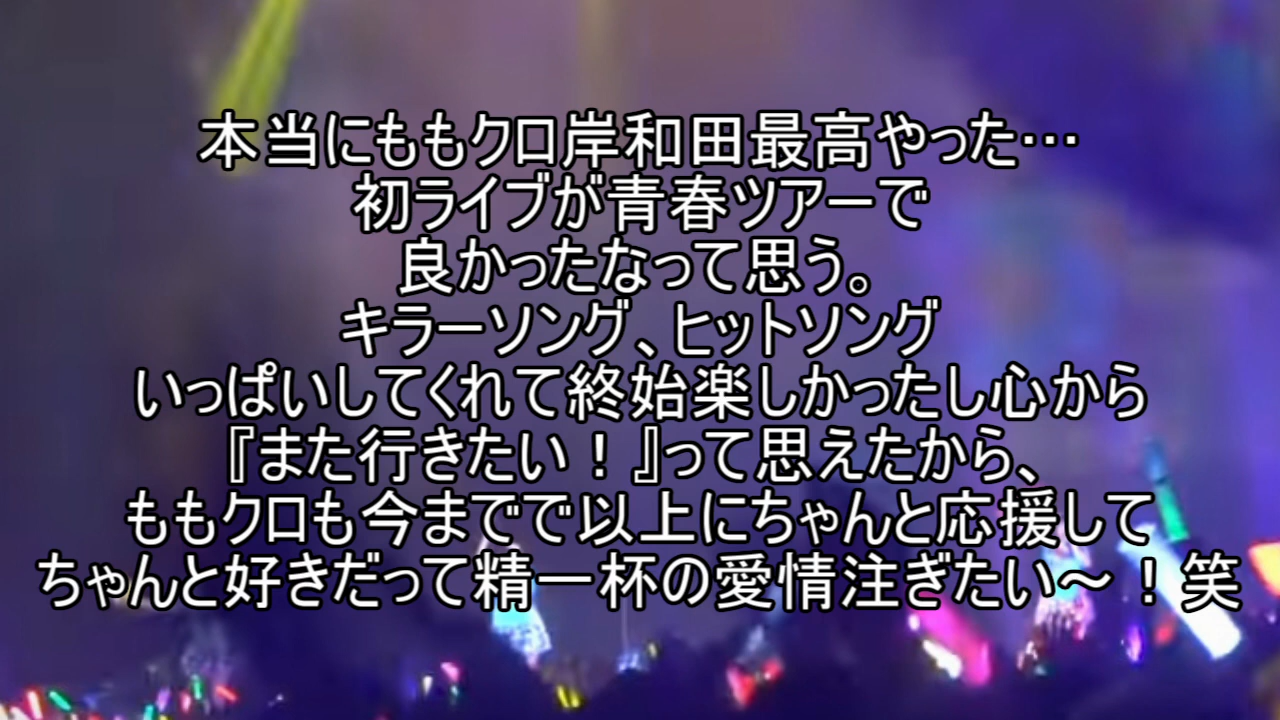 本当にももクロ岸和田最高やった…
初ライブが青春ツアーで
良かったなって思う。
キラーソング、ヒットソング
いっぱいしてくれて終始楽しかったし心から
『また行きたい！』って思えたから、
ももクロも今までで以上にちゃんと応援して
ちゃんと好きだって精一杯の愛情注ぎたい～！笑